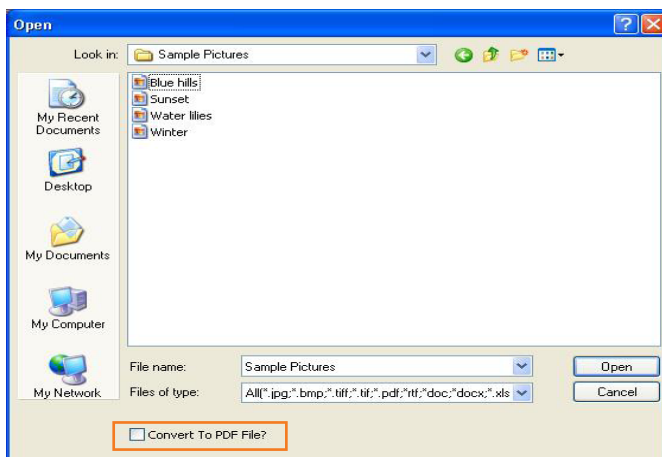 Open
Look in: Sample Pictures
My Recent
Documents
Desktop
My Documents
My Computer
My Network
Blue hills
Sunset
Water lilies
Winter
File name: Sample Pictures Open
Files of type: All(*.jpg;*.bmp;*.tiff;*.tif;*.pdf;*rtf;*doc;*docx;*.xls Cancel
Convert To PDF File?